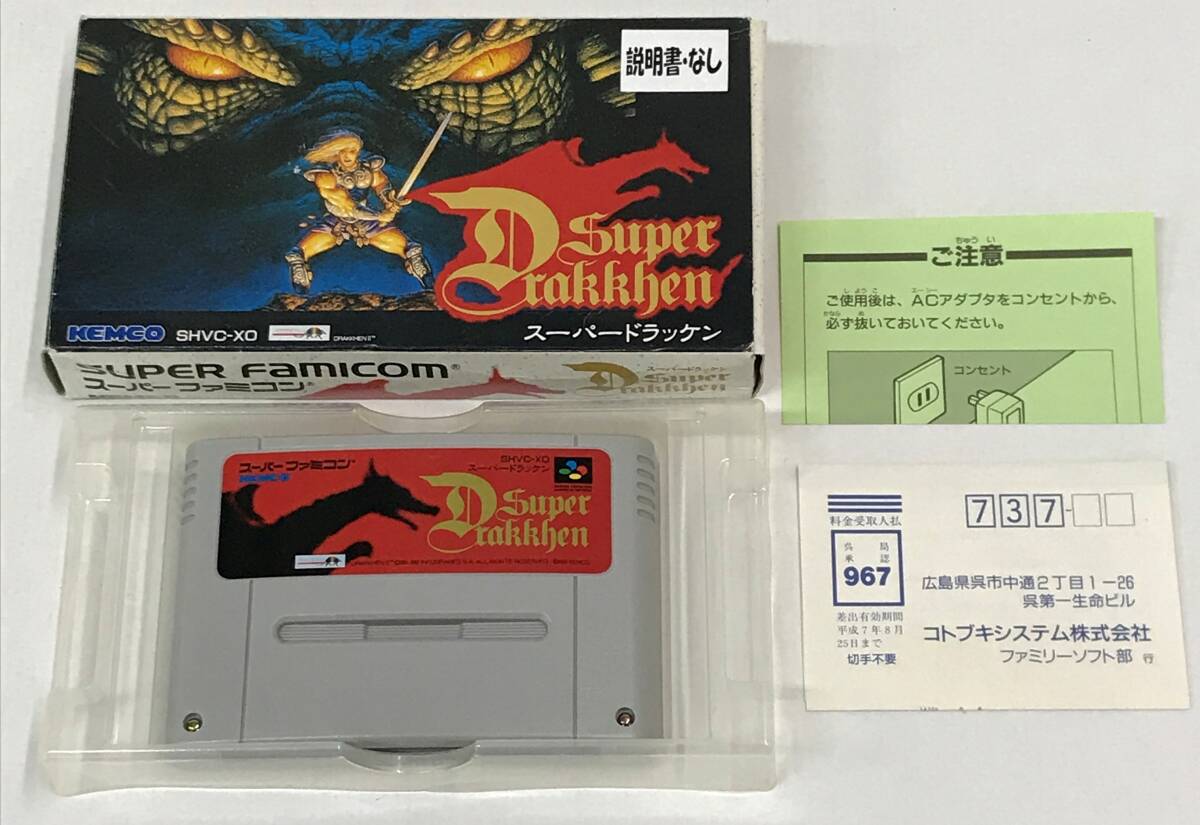 説明書・なし
Super
Drakkhen
スーパードラッケン
KEMCO SHVC-XO DRAKKHEN™
SUPER FAMICOM®
スーパーファミコン®
スーパードラッケン
Super
Drakkhen
スーパーファミコン
KEMCO
SHVC-XO
スーパードラッケン
Super
Drakkhen
ちゅうい
ご注意
しようご エーシー
ご使用後は、ACアダプタをコンセントから、
かなら ぬ
必ず抜いておいてください。
コンセント
料金受取人払
呉局
承認
967
差出有効期間
平成7年8月
25日まで
切手不要
737-
広島県呉市中通2丁目1-26
呉第一生命ビル
コトブキシステム株式会社
ファミリーソフト部 行